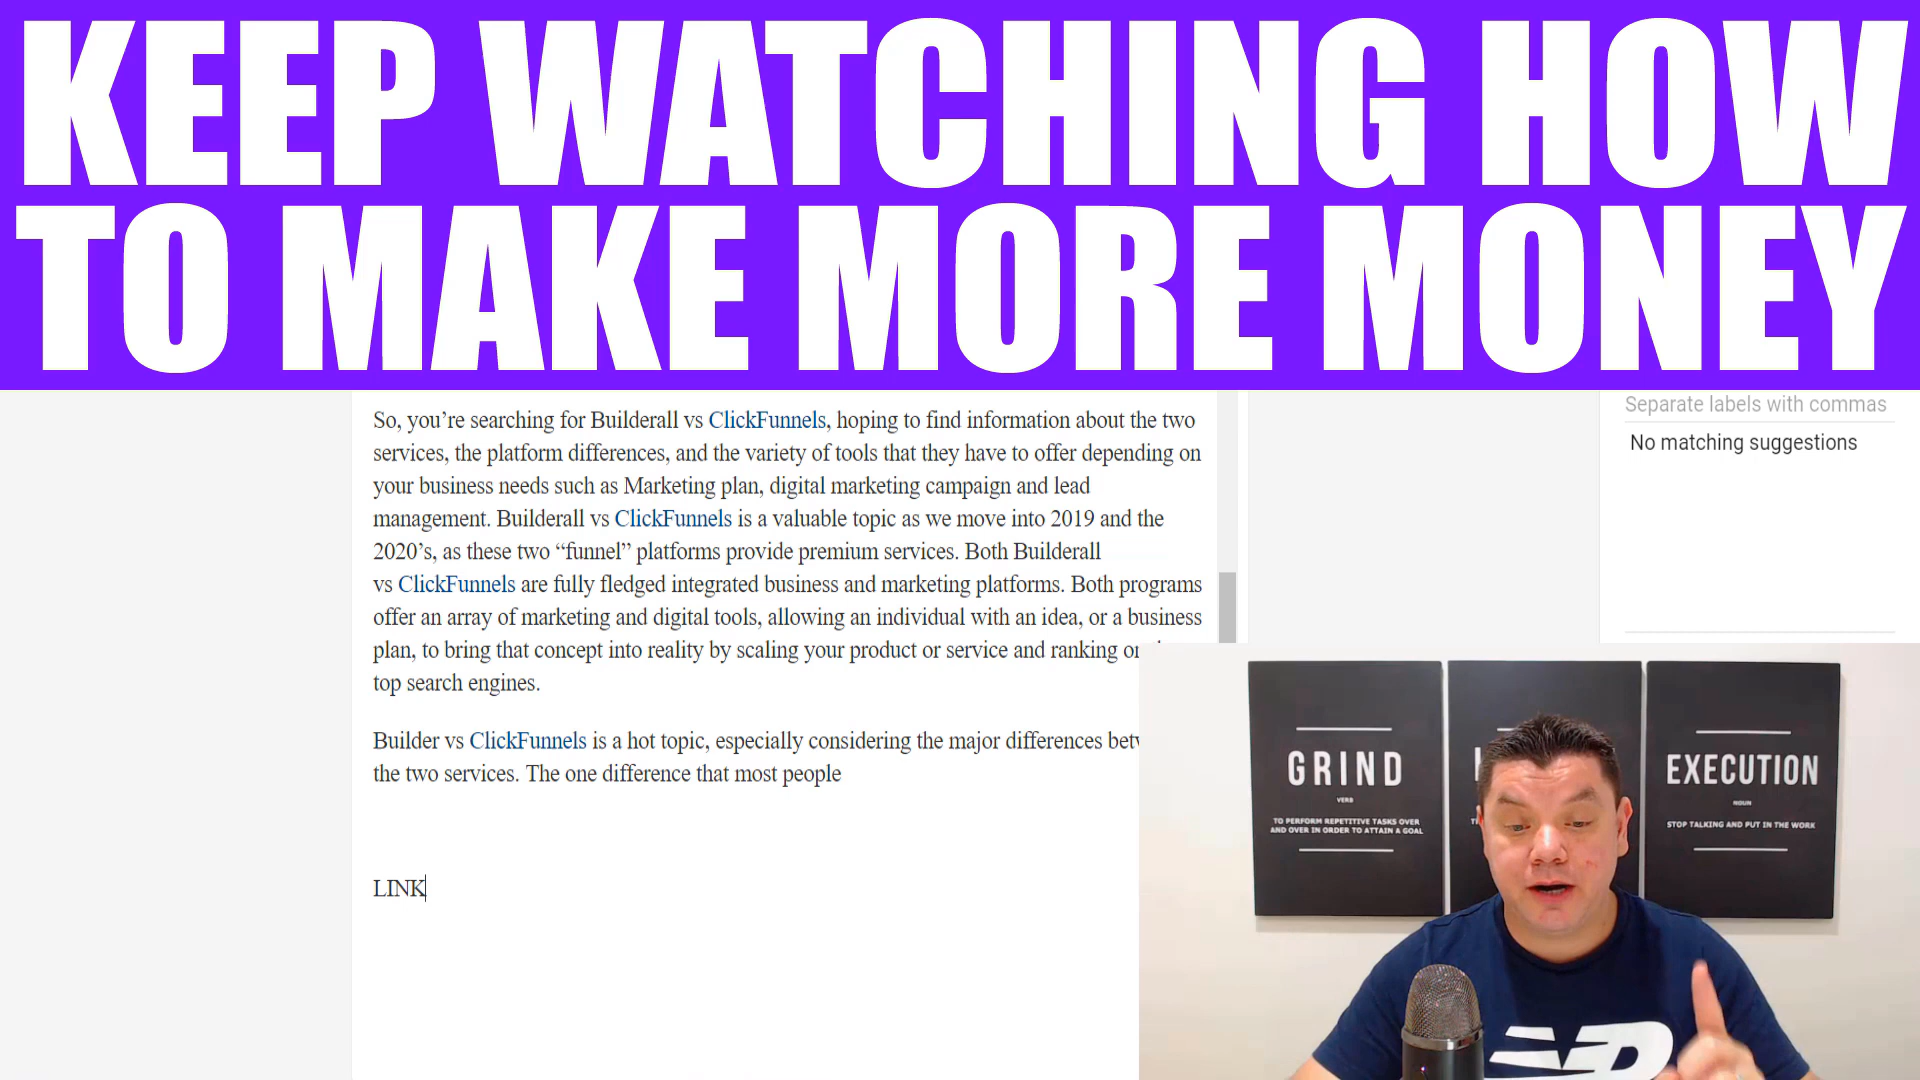 KEEP WATCHING HOW
TO MAKE MORE MONEY
So, you’re searching for Builderall vs ClickFunnels, hoping to find information about the two
services, the platform differences, and the variety of tools that they have to offer depending on
your business needs such as Marketing plan, digital marketing campaign and lead
management. Builderall vs ClickFunnels is a valuable topic as we move into 2019 and the
2020’s, as these two “funnel” platforms provide premium services. Both Builderall
vs ClickFunnels are fully fledged integrated business and marketing platforms. Both programs
offer an array of marketing and digital tools, allowing an individual with an idea, or a business
plan, to bring that concept into reality by scaling your product or service and ranking on
top search engines.
Builder vs ClickFunnels is a hot topic, especially considering the major differences
the two services. The one difference that most people
LINK
Separate labels with commas
No matching suggestions
GRIND
VERB
TO PERFORM REPETITIVE TASKS OVER
AND OVER IN ORDER TO ATTAIN A GOAL
EXECUTION
NOUN
STOP TALKING AND PUT IN THE WORK